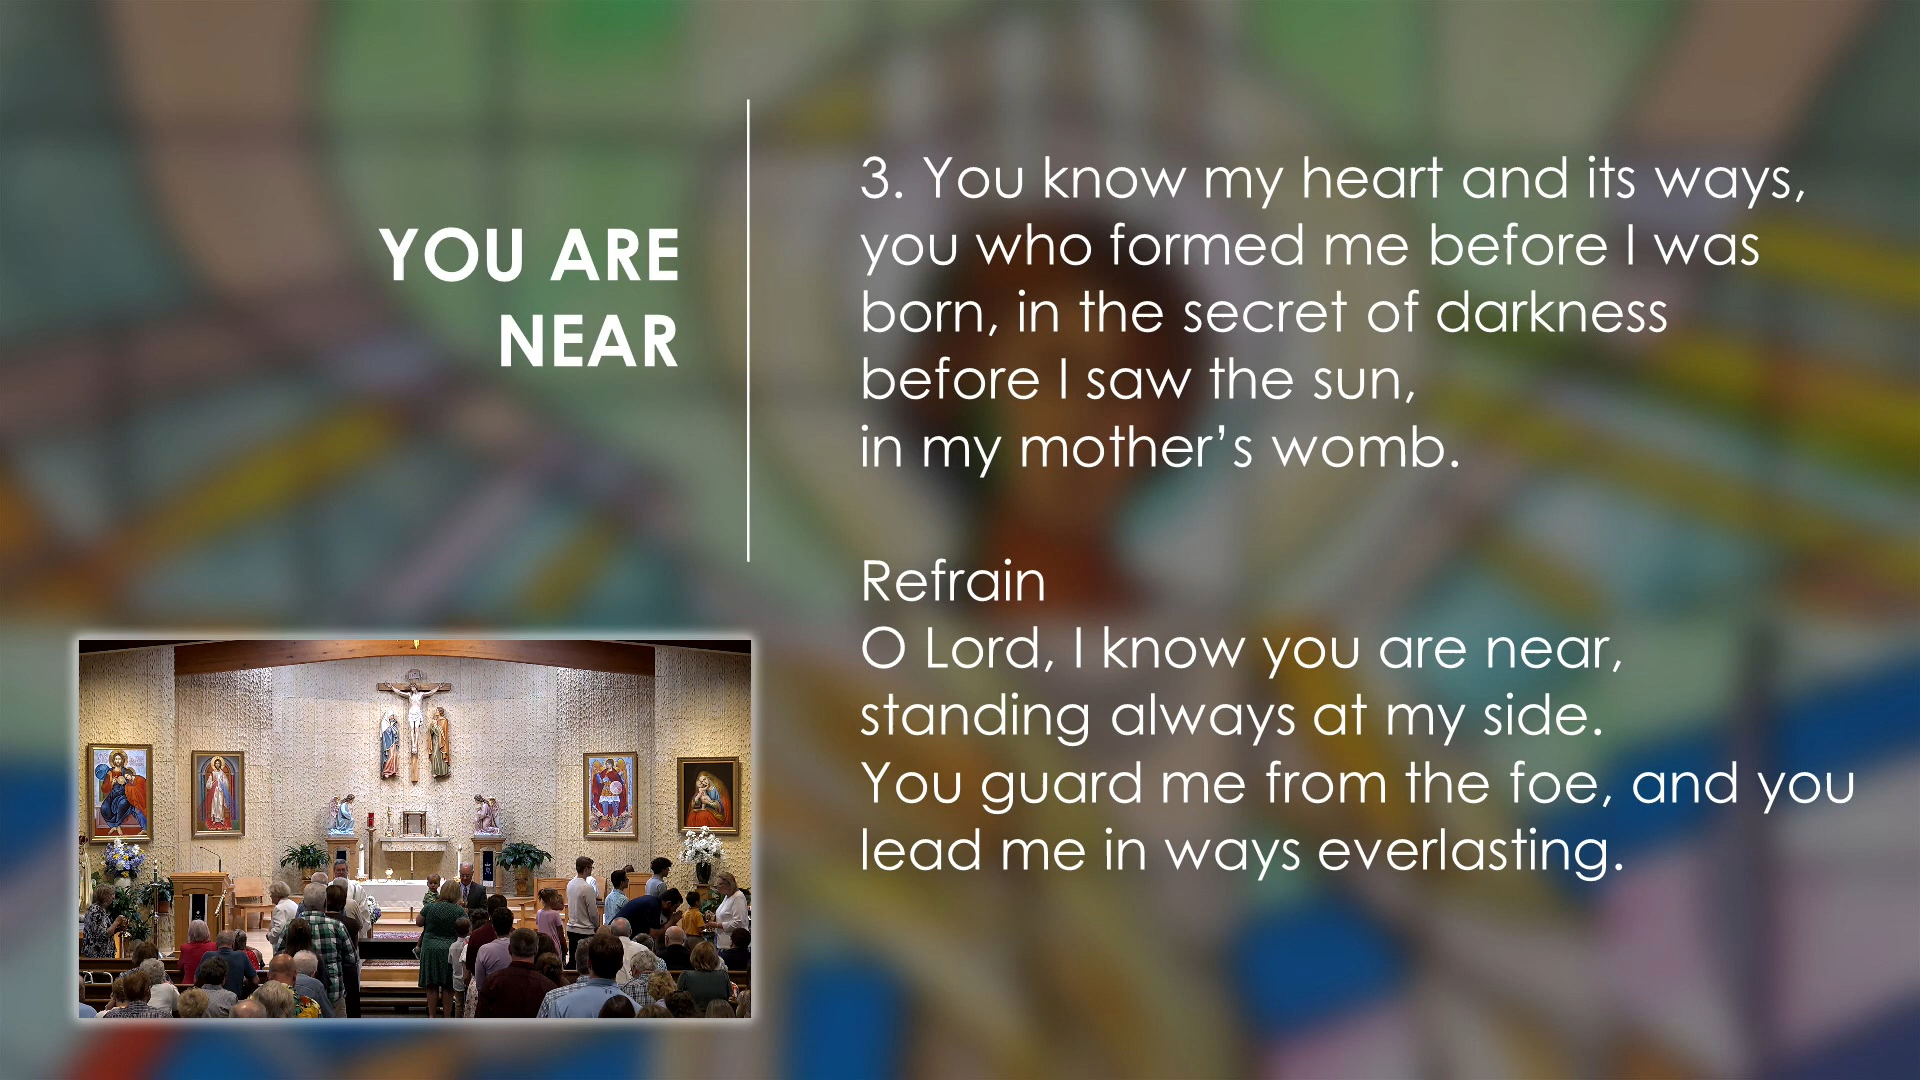 YOU ARE
NEAR
3. You know my heart and its ways,
you who formed me before I was
born, in the secret of darkness
before I saw the sun,
in my mother’s womb.
Refrain
O Lord, I know you are near,
standing always at my side.
You guard me from the foe, and you
lead me in ways everlasting.